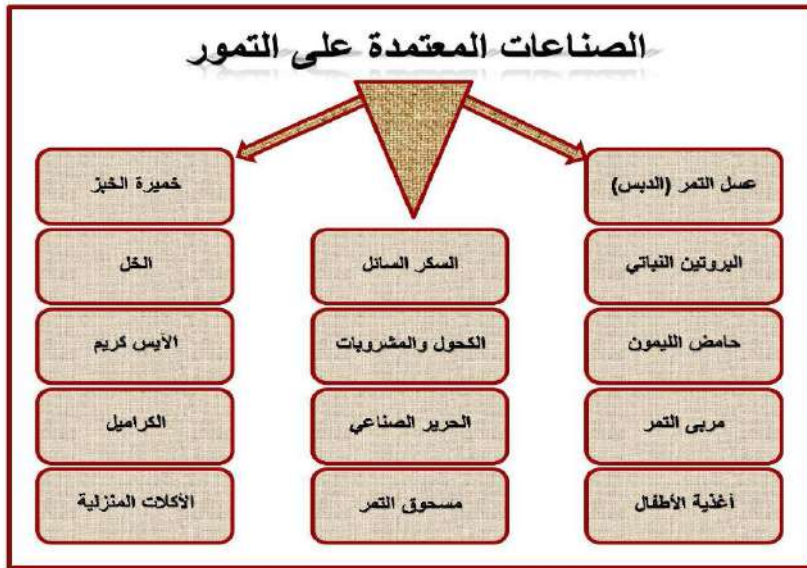 الصناعات المعتمدة على التمور
عسل التمر (الدبس)
البروتين النباتي
حامض الليمون
مربى التمر
أغذية الأطفال
السكر السائل
الكحول والمشروبات
الحرير الصناعي
مسحوق التمر
خميرة الخبز
الخل
الآيس كريم
الكراميل
الأكلات المنزلية